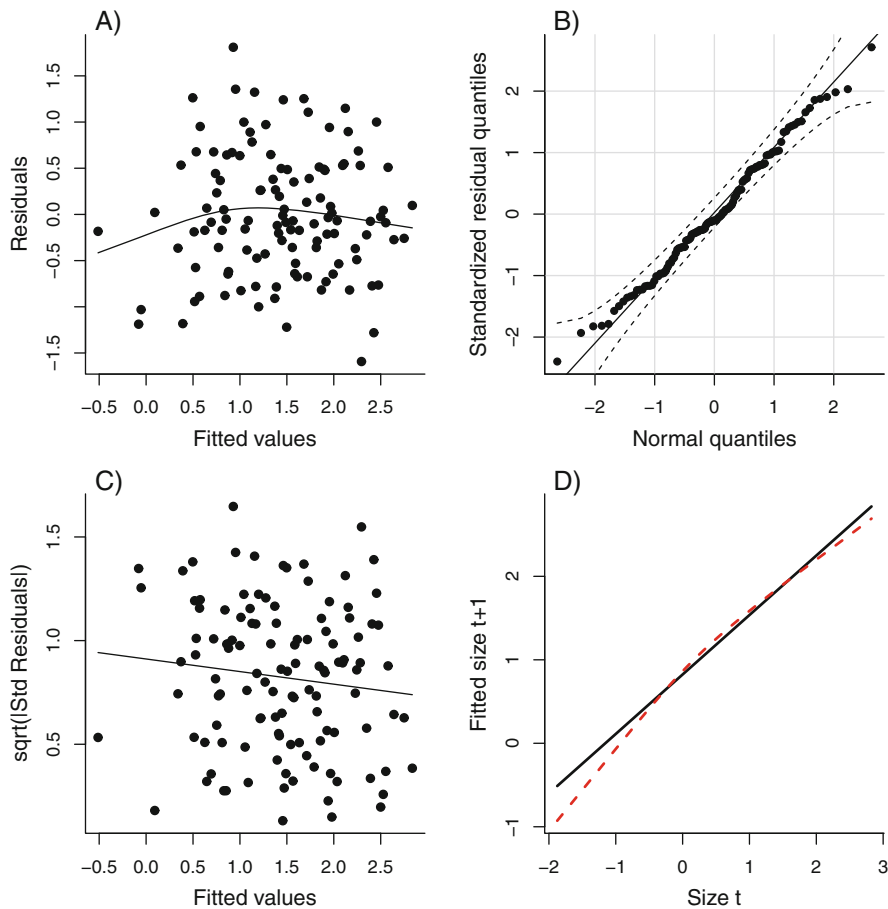 A)
Residuals
1.5
1.0
0.5
0.0
−0.5
−1.5
−0.5 0.0 0.5 1.0 1.5 2.0 2.5
Fitted values
B)
Standardized residual quantiles
2
1
0
−1
−2
−2 −1 0 1 2
Normal quantiles
C)
sqrt(|Std Residuals|)
1.5
1.0
0.5
−0.5 0.0 0.5 1.0 1.5 2.0 2.5
Fitted values
D)
Fitted size t+1
2
1
0
−1
−2 −1 0 1 2 3
Size t